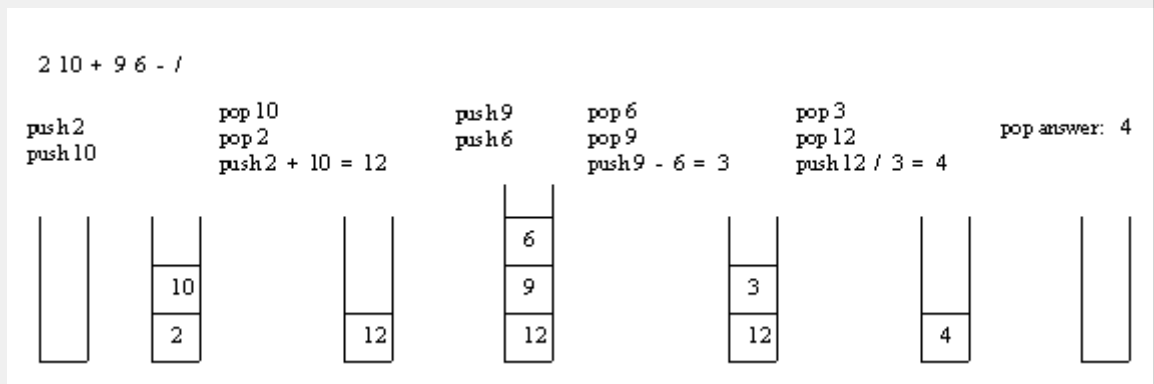 2 10 + 9 6 - /
push 2
push 10
pop 10
pop 2
push 2 + 10 = 12
push 9
push 6
pop 6
pop 9
push 9 - 6 = 3
pop 3
pop 12
push 12 / 3 = 4
pop answer: 4
10
2
12
6
9
12
3
12
4